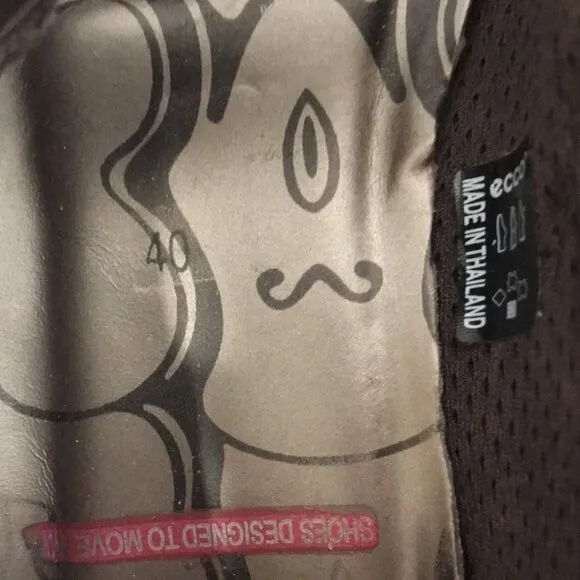 40
ecco
MADE IN THAILAND
SHOES DESIGNED TO MOVE